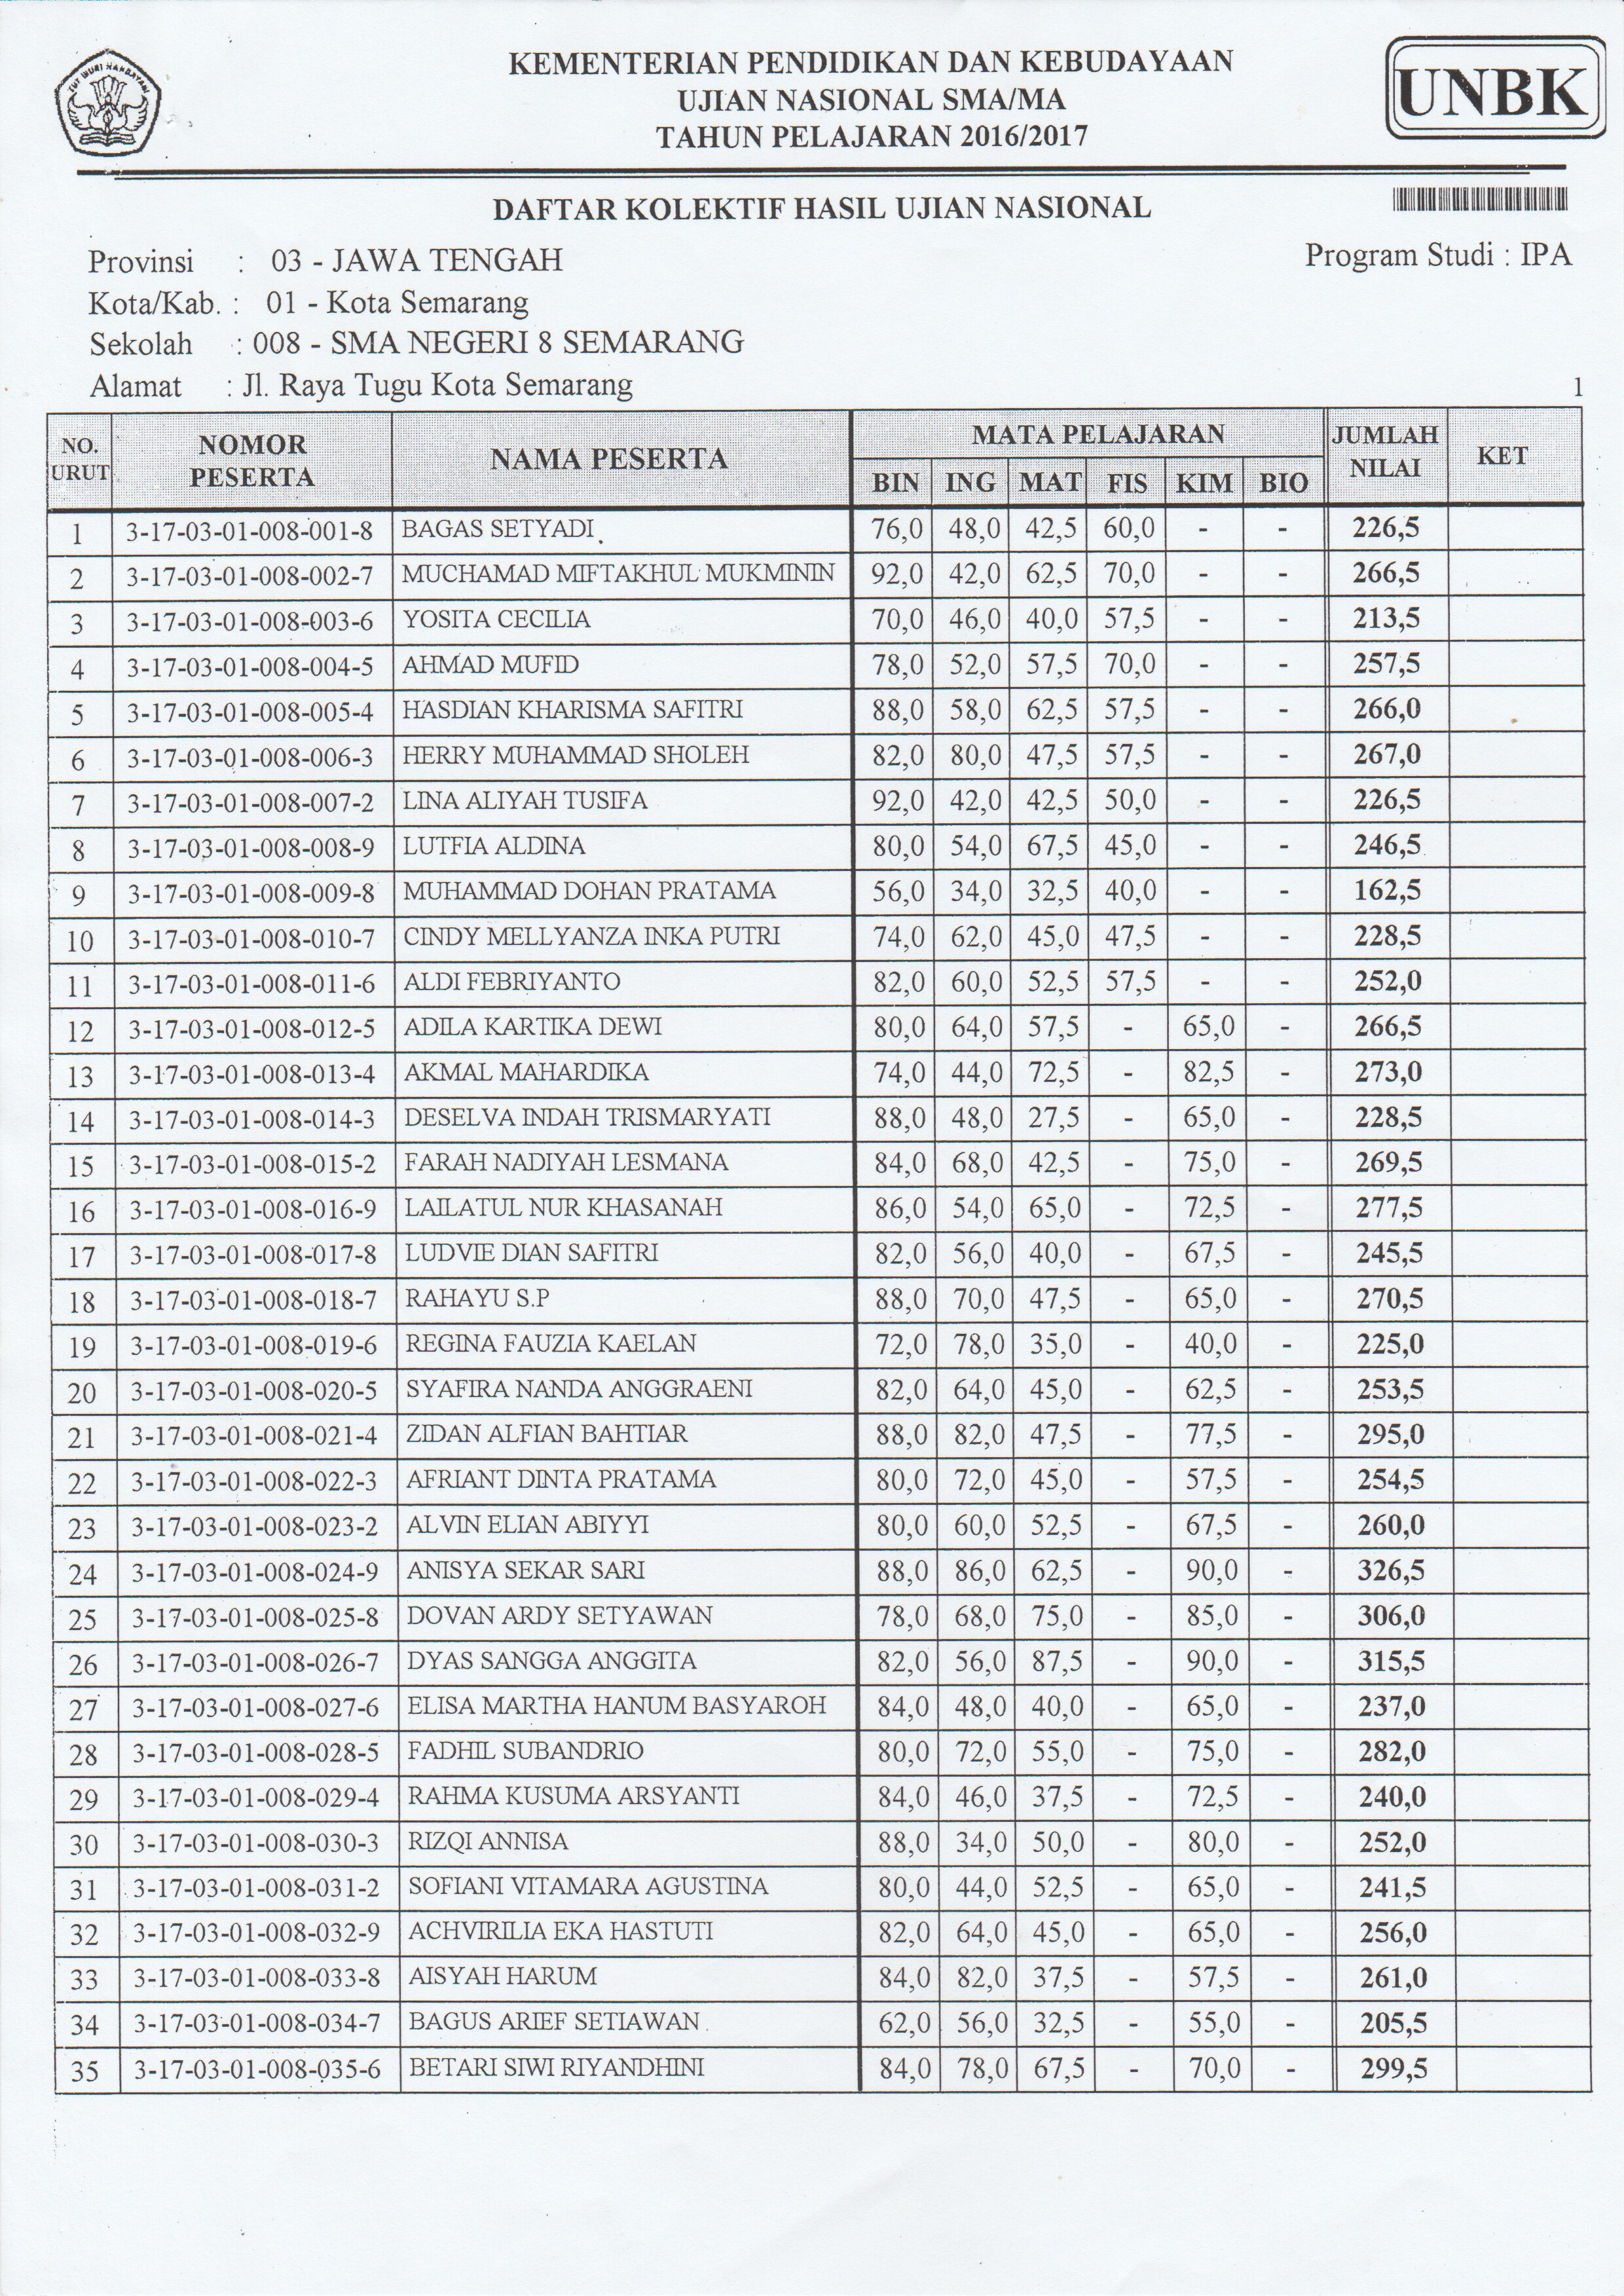 TUT WURI HANDAYANI
KEMENTERIAN PENDIDIKAN DAN KEBUDAYAAN
UJIAN NASIONAL SMA/MA
TAHUN PELAJARAN 2016/2017
UNBK
DAFTAR KOLEKTIF HASIL UJIAN NASIONAL
Provinsi : 03 - JAWA TENGAH
Program Studi : IPA
Kota/Kab. : 01 - Kota Semarang
Sekolah : 008 - SMA NEGERI 8 SEMARANG
Alamat : Jl. Raya Tugu Kota Semarang
1
NO. URUT NOMOR PESERTA NAMA PESERTA MATA PELAJARAN JUMLAH NILAI KET
BIN ING MAT FIS KIM BIO
1 3-17-03-01-008-001-8 BAGAS SETYADI 76,0 48,0 42,5 60,0 - - 226,5
2 3-17-03-01-008-002-7 MUCHAMAD MIFTAKHUL MUKMININ 92,0 42,0 62,5 70,0 - - 266,5
3 3-17-03-01-008-003-6 YOSITA CECILIA 70,0 46,0 40,0 57,5 - - 213,5
4 3-17-03-01-008-004-5 AHMAD MUFID 78,0 52,0 57,5 70,0 - - 257,5
5 3-17-03-01-008-005-4 HASDIAN KHARISMA SAFITRI 88,0 58,0 62,5 57,5 - - 266,0
6 3-17-03-01-008-006-3 HERRY MUHAMMAD SHOLEH 82,0 80,0 47,5 57,5 - - 267,0
7 3-17-03-01-008-007-2 LINA ALIYAH TUSIFA 92,0 42,0 42,5 50,0 - - 226,5
8 3-17-03-01-008-008-9 LUTFIA ALDINA 80,0 54,0 67,5 45,0 - - 246,5
9 3-17-03-01-008-009-8 MUHAMMAD DOHAN PRATAMA 56,0 34,0 32,5 40,0 - - 162,5
10 3-17-03-01-008-010-7 CINDY MELLYANZA INKA PUTRI 74,0 62,0 45,0 47,5 - - 228,5
11 3-17-03-01-008-011-6 ALDI FEBRIYANTO 82,0 60,0 52,5 57,5 - - 252,0
12 3-17-03-01-008-012-5 ADILA KARTIKA DEWI 80,0 64,0 57,5 - 65,0 - 266,5
13 3-17-03-01-008-013-4 AKMAL MAHARDIKA 74,0 44,0 72,5 - 82,5 - 273,0
14 3-17-03-01-008-014-3 DESELVA INDAH TRISMARYATI 88,0 48,0 27,5 - 65,0 - 228,5
15 3-17-03-01-008-015-2 FARAH NADIYAH LESMANA 84,0 68,0 42,5 - 75,0 - 269,5
16 3-17-03-01-008-016-9 LAILATUL NUR KHASANAH 86,0 54,0 65,0 - 72,5 - 277,5
17 3-17-03-01-008-017-8 LUDVIE DIAN SAFITRI 82,0 56,0 40,0 - 67,5 - 245,5
18 3-17-03-01-008-018-7 RAHAYU S.P 88,0 70,0 47,5 - 65,0 - 270,5
19 3-17-03-01-008-019-6 REGINA FAUZIA KAELAN 72,0 78,0 35,0 - 40,0 - 225,0
20 3-17-03-01-008-020-5 SYAFIRA NANDA ANGGRAENI 82,0 64,0 45,0 - 62,5 - 253,5
21 3-17-03-01-008-021-4 ZIDAN ALFIAN BAHTIAR 88,0 82,0 47,5 - 77,5 - 295,0
22 3-17-03-01-008-022-3 AFRIANT DINTA PRATAMA 80,0 72,0 45,0 - 57,5 - 254,5
23 3-17-03-01-008-023-2 ALVIN ELIAN ABIYYI 80,0 60,0 52,5 - 67,5 - 260,0
24 3-17-03-01-008-024-9 ANISYA SEKAR SARI 88,0 86,0 62,5 - 90,0 - 326,5
25 3-17-03-01-008-025-8 DOVAN ARDY SETYAWAN 78,0 68,0 75,0 - 85,0 - 306,0
26 3-17-03-01-008-026-7 DYAS SANGGA ANGGITA 82,0 56,0 87,5 - 90,0 - 315,5
27 3-17-03-01-008-027-6 ELISA MARTHA HANUM BASYAROH 84,0 48,0 40,0 - 65,0 - 237,0
28 3-17-03-01-008-028-5 FADHIL SUBANDRIO 80,0 72,0 55,0 - 75,0 - 282,0
29 3-17-03-01-008-029-4 RAHMA KUSUMA ARSYANTI 84,0 46,0 37,5 - 72,5 - 240,0
30 3-17-03-01-008-030-3 RIZQI ANNISA 88,0 34,0 50,0 - 80,0 - 252,0
31 3-17-03-01-008-031-2 SOFIANI VITAMARA AGUSTINA 80,0 44,0 52,5 - 65,0 - 241,5
32 3-17-03-01-008-032-9 ACHVIRILIA EKA HASTUTI 82,0 64,0 45,0 - 65,0 - 256,0
33 3-17-03-01-008-033-8 AISYAH HARUM 84,0 82,0 37,5 - 57,5 - 261,0
34 3-17-03-01-008-034-7 BAGUS ARIEF SETIAWAN 62,0 56,0 32,5 - 55,0 - 205,5
35 3-17-03-01-008-035-6 BETARI SIWI RIYANDHINI 84,0 78,0 67,5 - 70,0 - 299,5